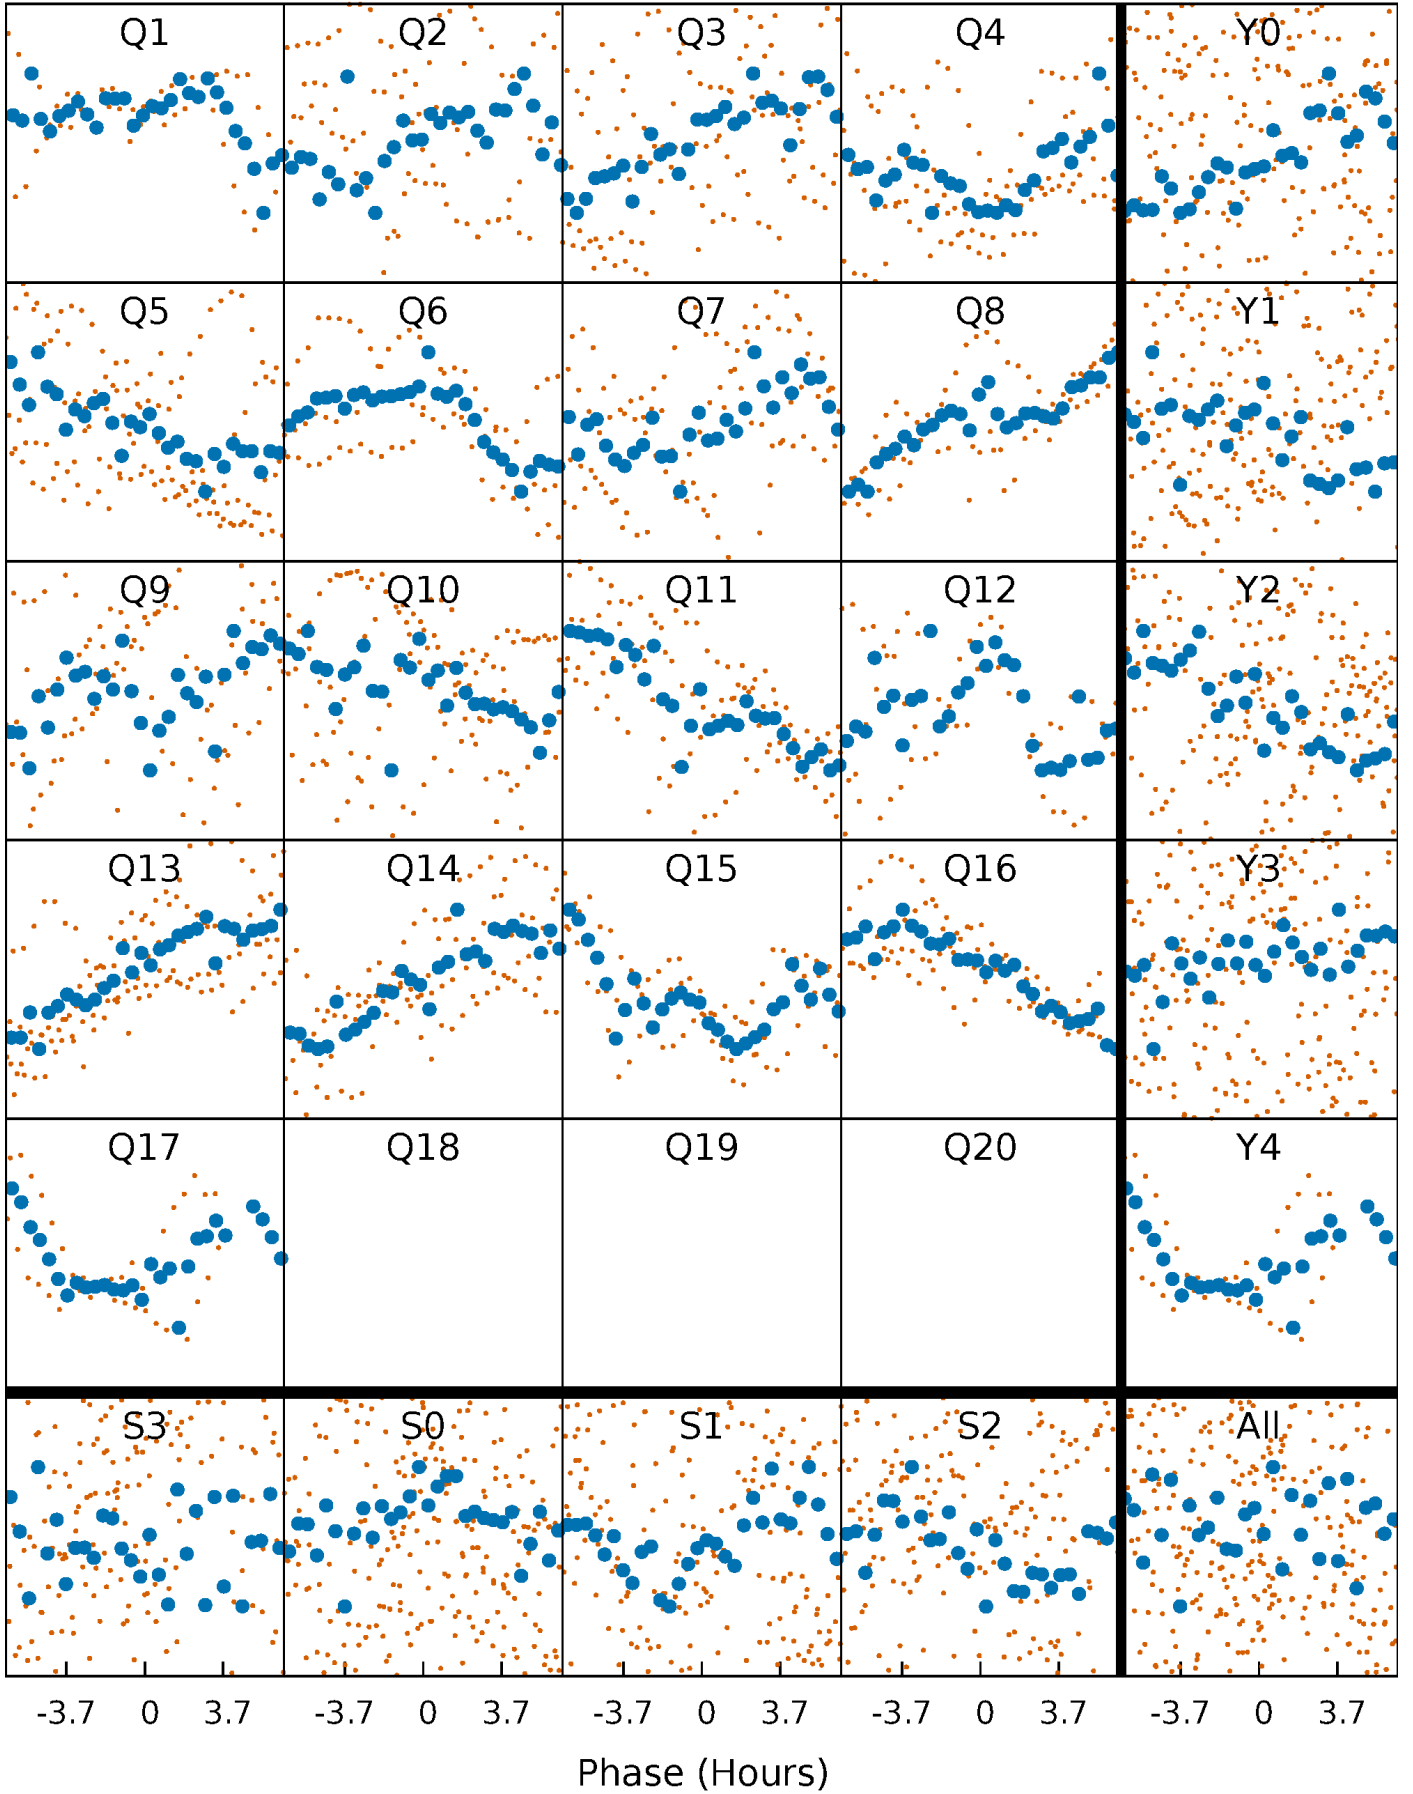 Q1 Q2 Q3 Q4 Y0
Q5 Q6 Q7 Q8 Y1
Q9 Q10 Q11 Q12 Y2
Q13 Q14 Q15 Q16 Y3
Q17 Q18 Q19 Q20 Y4
S3 S0 S1 S2 All
-3.7 0 3.7 -3.7 0 3.7 -3.7 0 3.7 -3.7 0 3.7 -3.7 0 3.7
Phase (Hours)